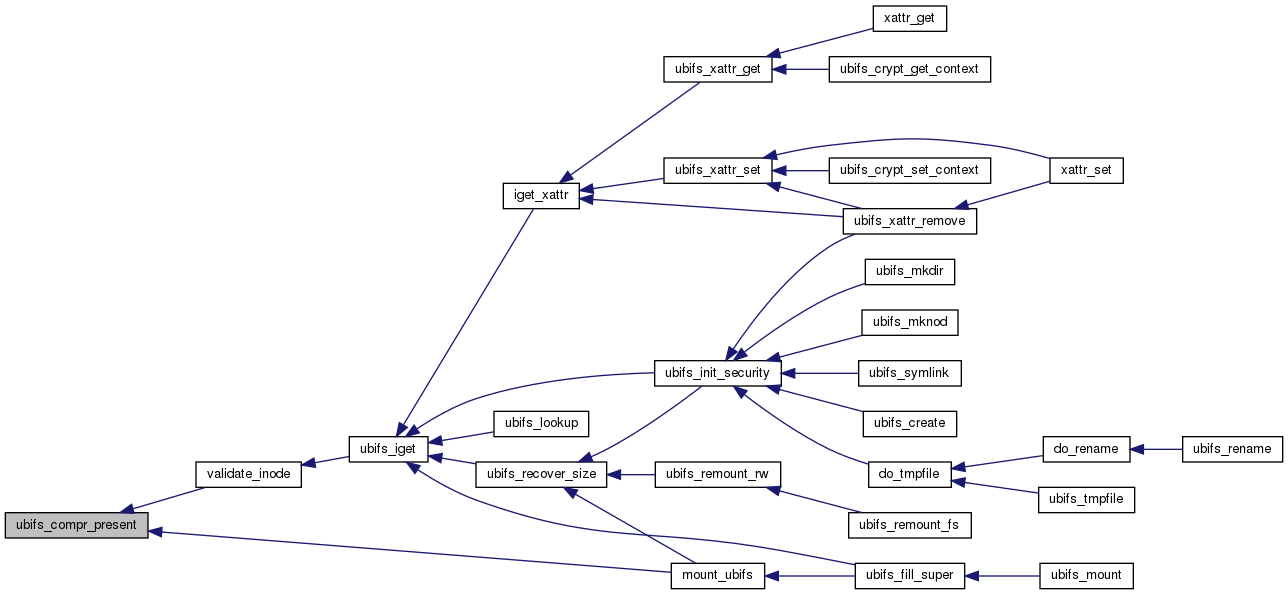 xattr_get
ubifs_xattr_get
ubifs_crypt_get_context
ubifs_xattr_set
ubifs_crypt_set_context
xattr_set
iget_xattr
ubifs_xattr_remove
ubifs_mkdir
ubifs_mknod
ubifs_init_security
ubifs_symlink
ubifs_lookup
ubifs_create
ubifs_iget
do_rename
ubifs_rename
validate_inode
ubifs_recover_size
ubifs_remount_rw
do_tmpfile
ubifs_tmpfile
ubifs_compr_present
ubifs_remount_fs
mount_ubifs
ubifs_fill_super
ubifs_mount